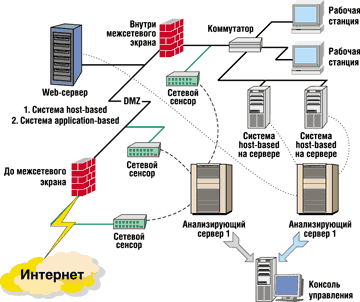 Внутри
межсетевого
экрана
Коммутатор
Рабочая
станция
Рабочая
станция
Web-сервер
1. Система host-based
2. Система application-based
DMZ
Сетевой
сенсор
Система
host-based
на сервере
Система
host-based
на сервере
До межсетевого
экрана
Сетевой
сенсор
Сетевой
сенсор
Анализирующий
сервер 1
Анализирующий
сервер 1
Интернет
Консоль
управления